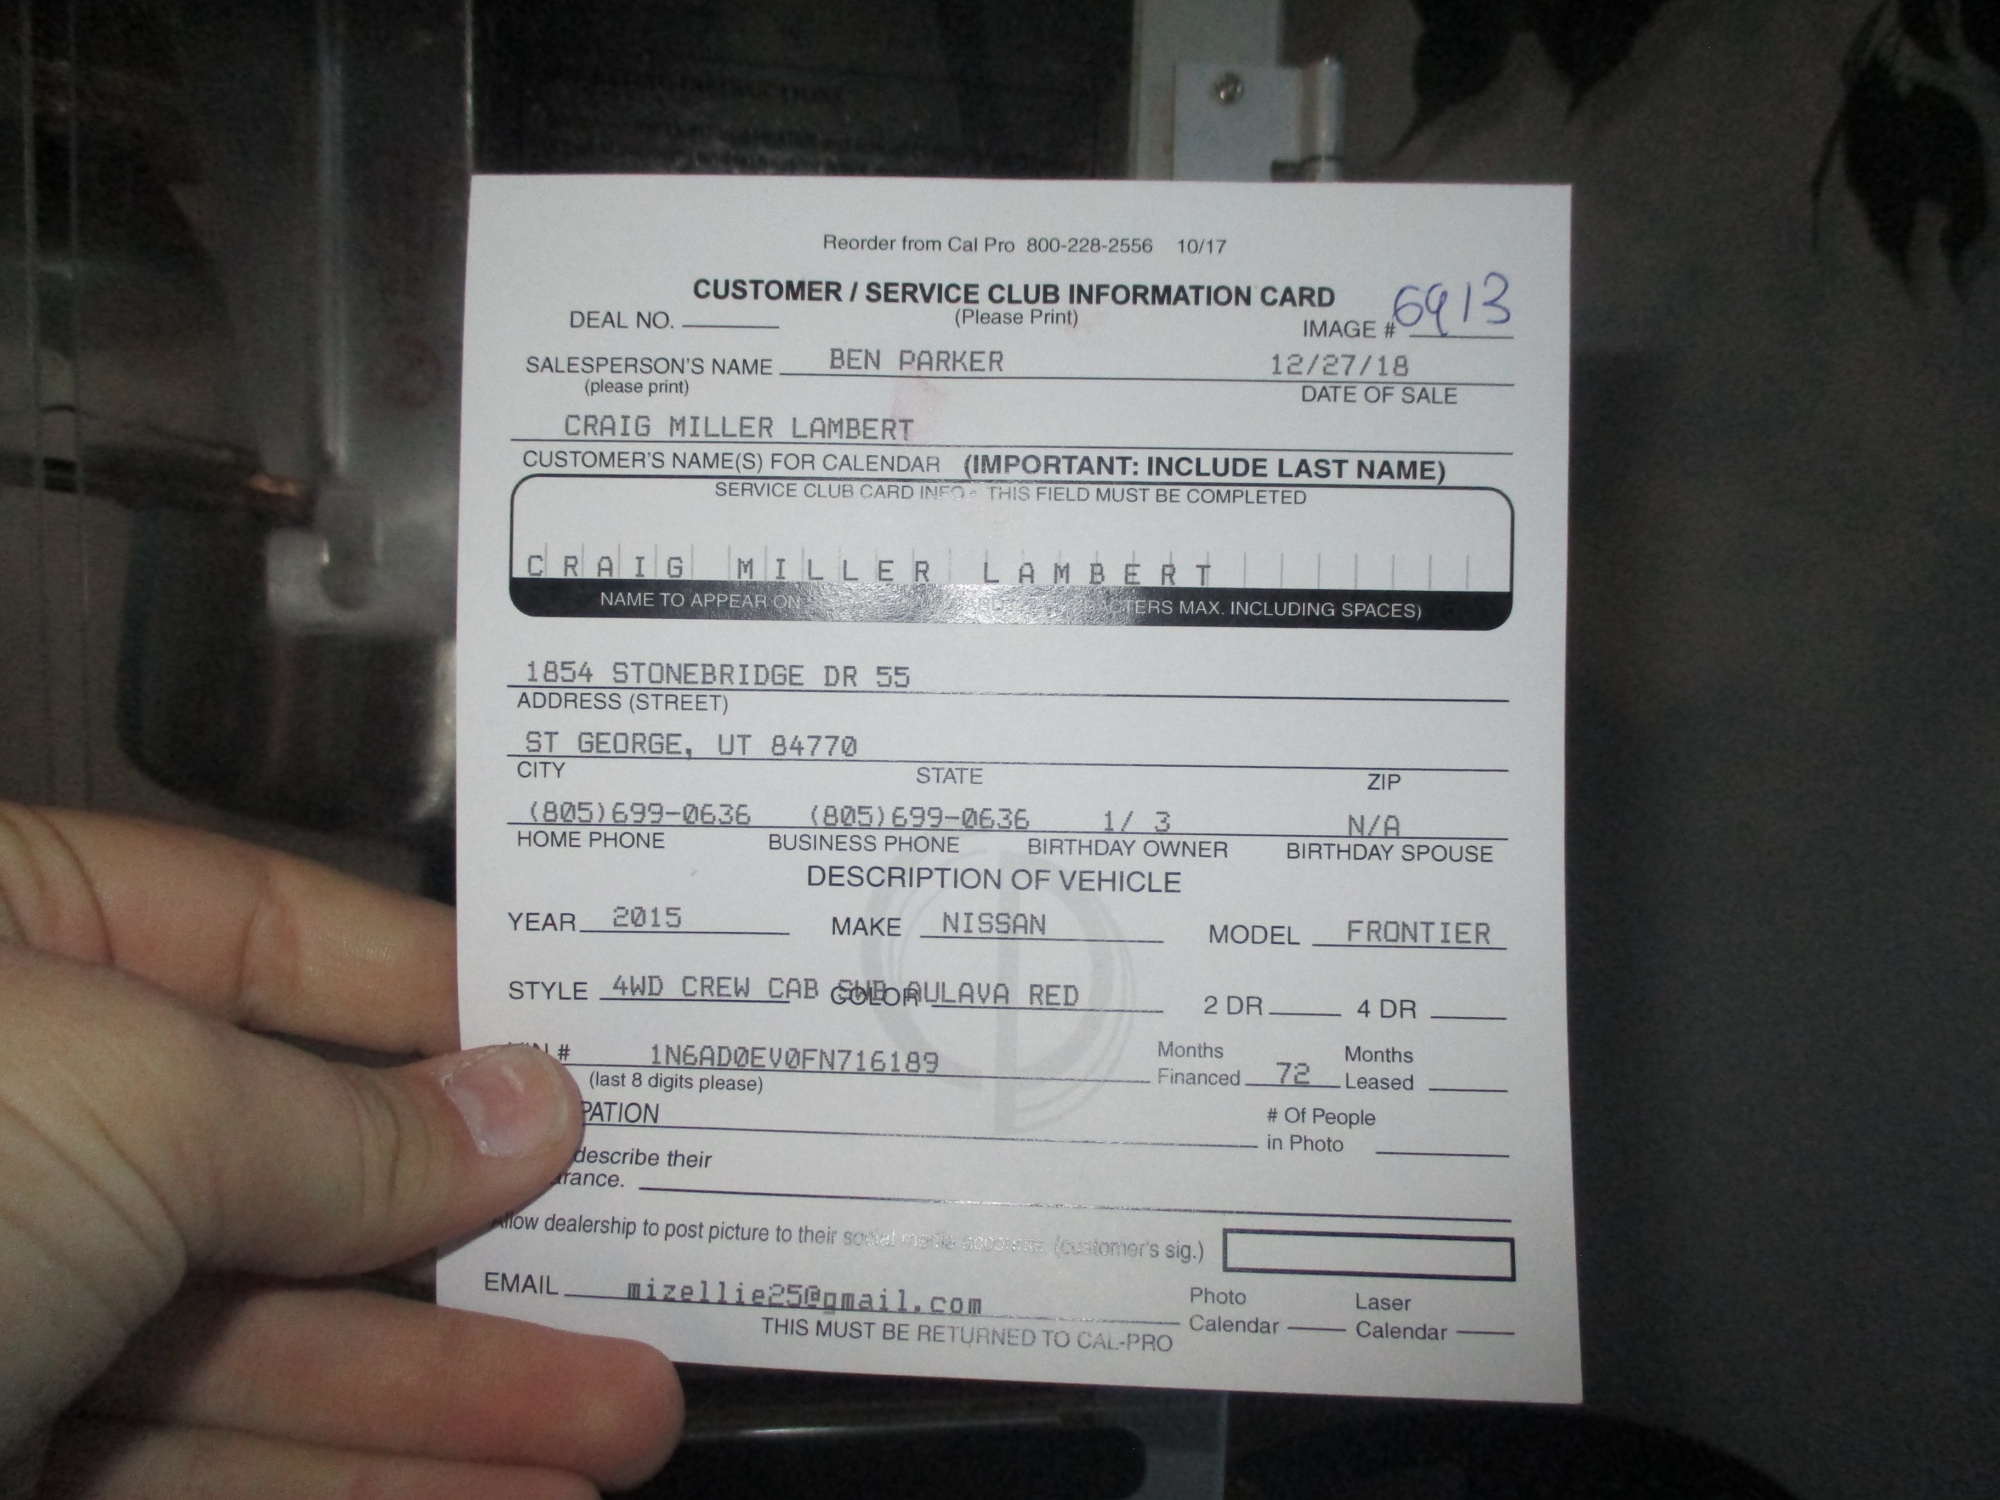 Reorder from Cal Pro 800-228-2556 10/17
CUSTOMER / SERVICE CLUB INFORMATION CARD
DEAL NO. (Please Print) IMAGE # 6913
SALESPERSON'S NAME BEN PARKER 12/27/18
(please print) DATE OF SALE
CRAIG MILLER LAMBERT
CUSTOMER'S NAME(S) FOR CALENDAR (IMPORTANT: INCLUDE LAST NAME)
SERVICE CLUB CARD INFO - THIS FIELD MUST BE COMPLETED
CRAIG MILLER LAMBERT
NAME TO APPEAR ON MAX. INCLUDING SPACES)
1854 STONEBRIDGE DR 55
ADDRESS (STREET)
ST GEORGE, UT 84770
CITY STATE ZIP
(805)699-0636 (805)699-0636 1/ 3 N/A
HOME PHONE BUSINESS PHONE BIRTHDAY OWNER BIRTHDAY SPOUSE
DESCRIPTION OF VEHICLE
YEAR 2015 MAKE NISSAN MODEL FRONTIER
STYLE 4WD CREW CAB SWB AULAVA RED COLOR 2 DR 4 DR
# 1N6AD0EV0FN716189 Months Financed 72 Months Leased
(last 8 digits please)
PATION # Of People in Photo
describe their
arance.
Allow dealership to post picture to their social media accounts. (customer's sig.)
EMAIL mizellie25@gmail.com Photo Calendar Laser Calendar
THIS MUST BE RETURNED TO CAL-PRO